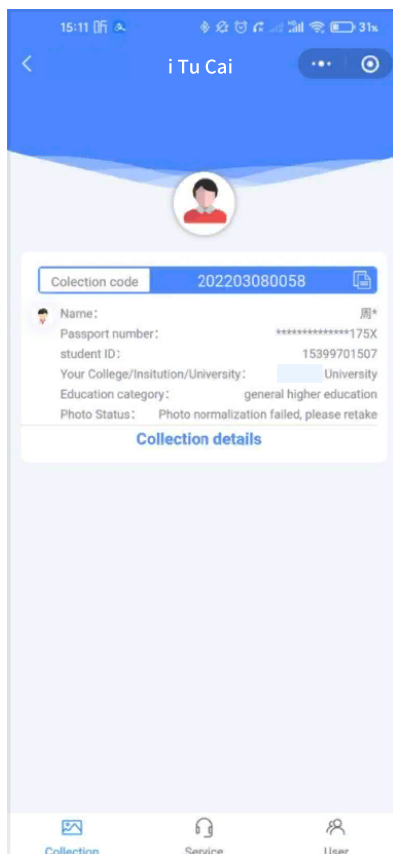 15:11 31%
i Tu Cai
Colection code 202203080058
Name: 周*
Passport number: **************175X
student ID: 15399701507
Your College/Insitution/University: University
Education category: general higher education
Photo Status: Photo normalization failed, please retake
Collection details
Collection Service User